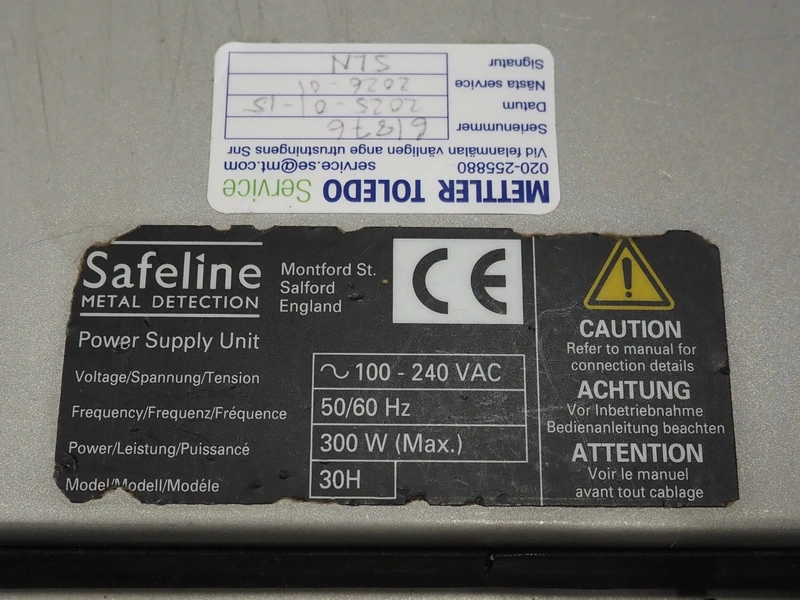 METTLER TOLEDO Service
020-255880 service.se@mt.com
Vid felanmälan vänligen ange utrustningens Snr
Serienummer 61876
Datum 2025-01-15
Nästa service 2026-01
Signatur SLN
Safeline
METAL DETECTION
Montford St.
Salford
England
CE
Power Supply Unit
Voltage/Spannung/Tension 100 - 240 VAC
Frequency/Frequenz/Fréquence 50/60 Hz
Power/Leistung/Puissancé 300 W (Max.)
Model/Modell/Modéle 30H
CAUTION
Refer to manual for
connection details
ACHTUNG
Vor Inbetriebnahme
Bedienanleitung beachten
ATTENTION
Voir le manuel
avant tout cablage